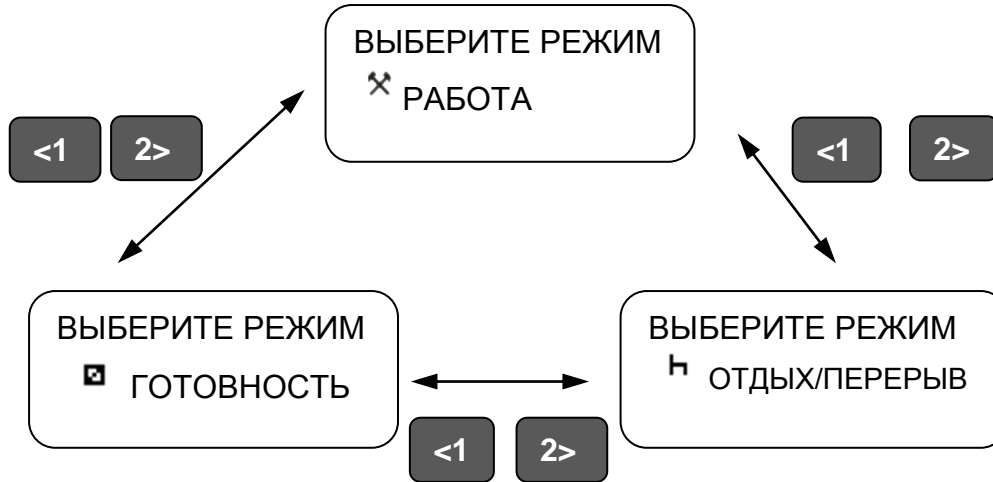 ВЫБЕРИТЕ РЕЖИМ
РАБОТА
<1 2>
<1 2>
ВЫБЕРИТЕ РЕЖИМ
ГОТОВНОСТЬ
ВЫБЕРИТЕ РЕЖИМ
ОТДЫХ/ПЕРЕРЫВ
<1 2>